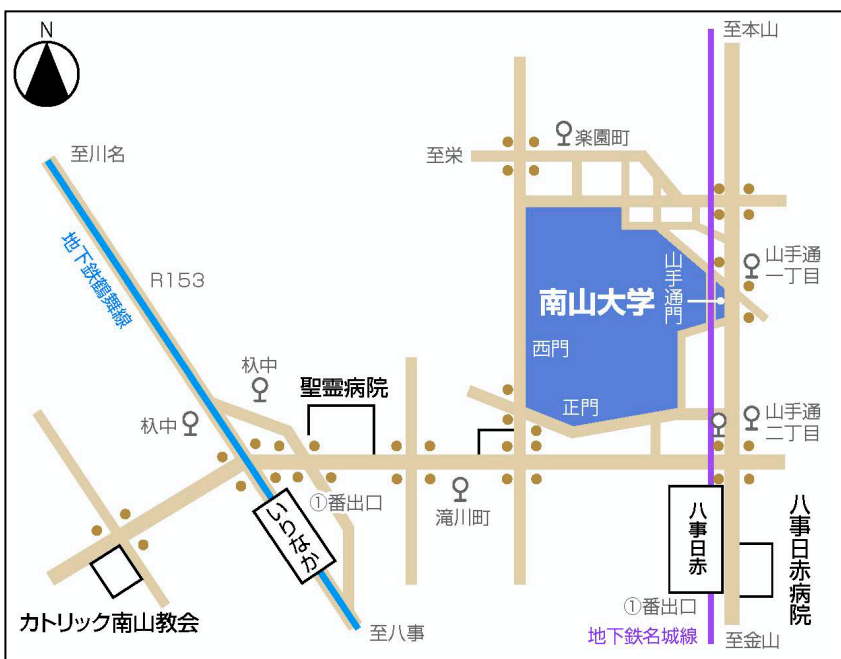 N
至本山
至川名
至栄
楽園町
地下鉄鶴舞線
R153
山手通
一丁目
山手通門
南山大学
西門
杁中
聖霊病院
正門
杁中
山手通
二丁目
①番出口
滝川町
いりなか
八事日赤
八事日赤病院
カトリック南山教会
①番出口
至八事
地下鉄名城線
至金山